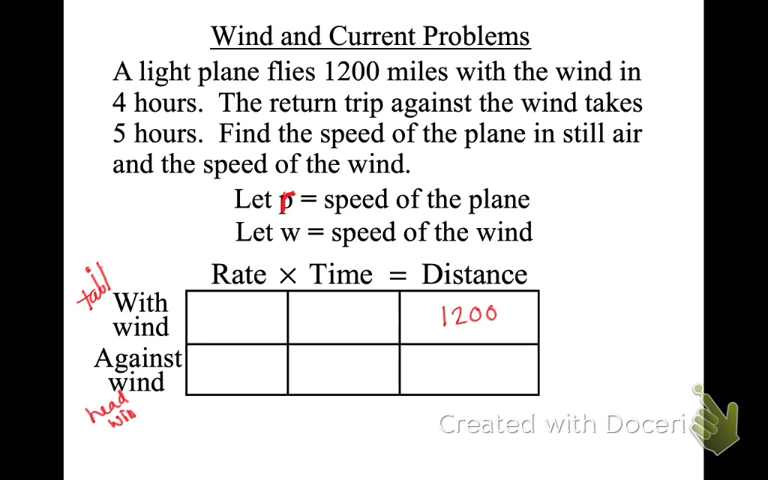 Wind and Current Problems
A light plane flies 1200 miles with the wind in
4 hours. The return trip against the wind takes
5 hours. Find the speed of the plane in still air
and the speed of the wind.
Let r = speed of the plane
Let w = speed of the wind
Rate × Time = Distance
tail
With
wind
1200
Against
wind
head
win
Created with Doceri